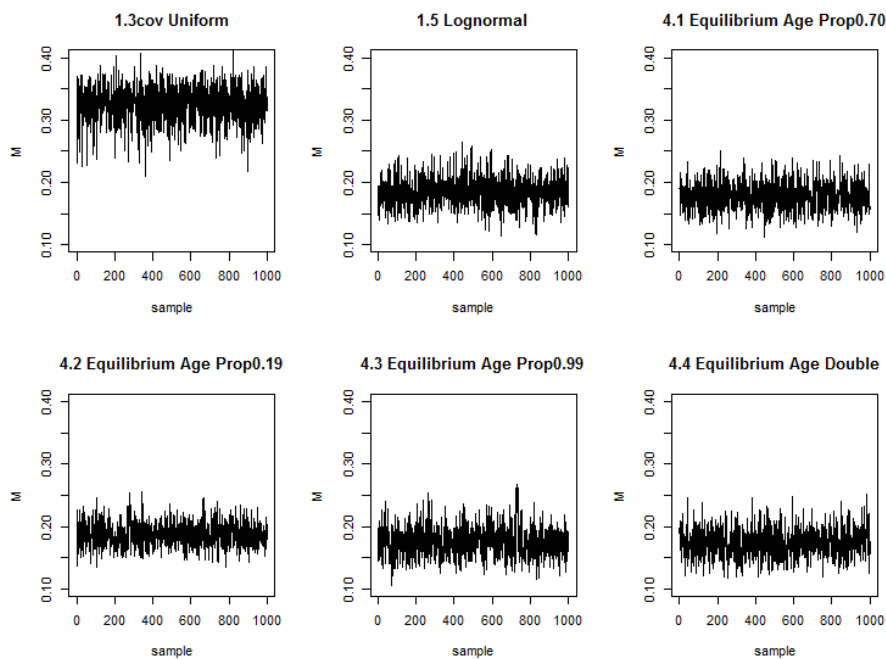 1.3cov Uniform
1.5 Lognormal
4.1 Equilibrium Age Prop0.70
M
0.40
0.30
0.20
0.10
0 200 400 600 800 1000
sample
M
0.40
0.30
0.20
0.10
0 200 400 600 800 1000
sample
M
0.40
0.30
0.20
0.10
0 200 400 600 800 1000
sample
4.2 Equilibrium Age Prop0.19
4.3 Equilibrium Age Prop0.99
4.4 Equilibrium Age Double
M
0.40
0.30
0.20
0.10
0 200 400 600 800 1000
sample
M
0.40
0.30
0.20
0.10
0 200 400 600 800 1000
sample
M
0.40
0.30
0.20
0.10
0 200 400 600 800 1000
sample